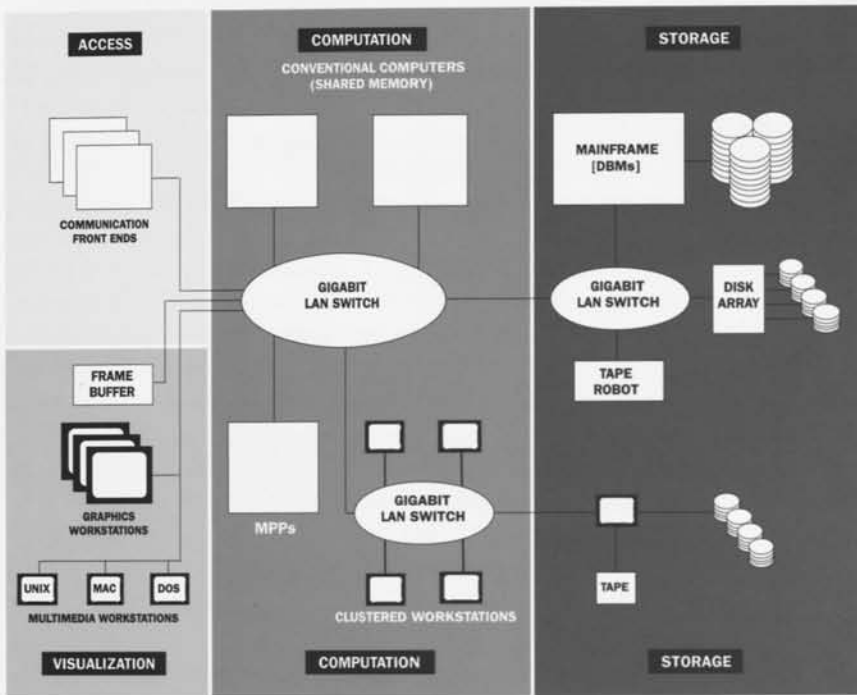 ACCESS
COMPUTATION
STORAGE
CONVENTIONAL COMPUTERS
(SHARED MEMORY)
MAINFRAME
[DBMs]
COMMUNICATION
FRONT ENDS
GIGABIT
LAN SWITCH
GIGABIT
LAN SWITCH
DISK
ARRAY
FRAME
BUFFER
TAPE
ROBOT
GRAPHICS
WORKSTATIONS
MPPs
GIGABIT
LAN SWITCH
UNIX
MAC
DOS
TAPE
MULTIMEDIA WORKSTATIONS
CLUSTERED WORKSTATIONS
VISUALIZATION
COMPUTATION
STORAGE